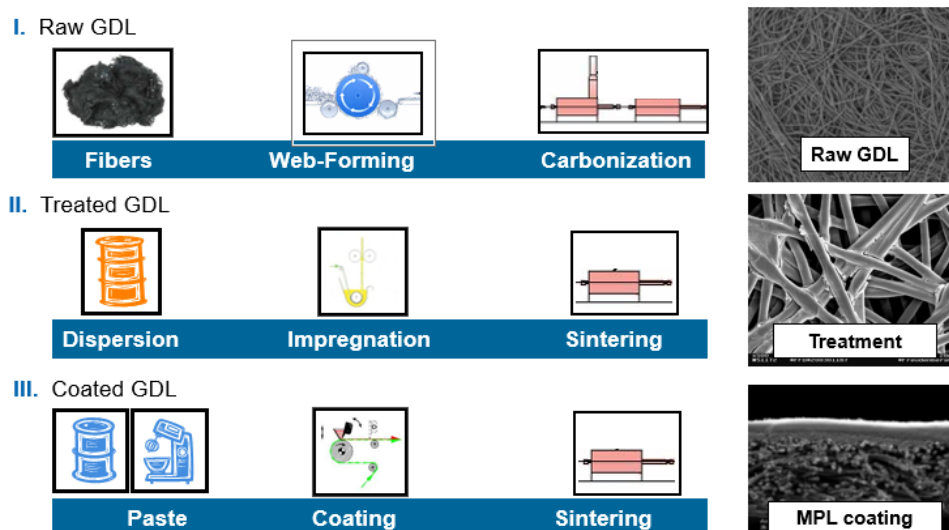 I. Raw GDL
Fibers Web-Forming Carbonization
Raw GDL
II. Treated GDL
Dispersion Impregnation Sintering
Treatment
III. Coated GDL
Paste Coating Sintering
MPL coating